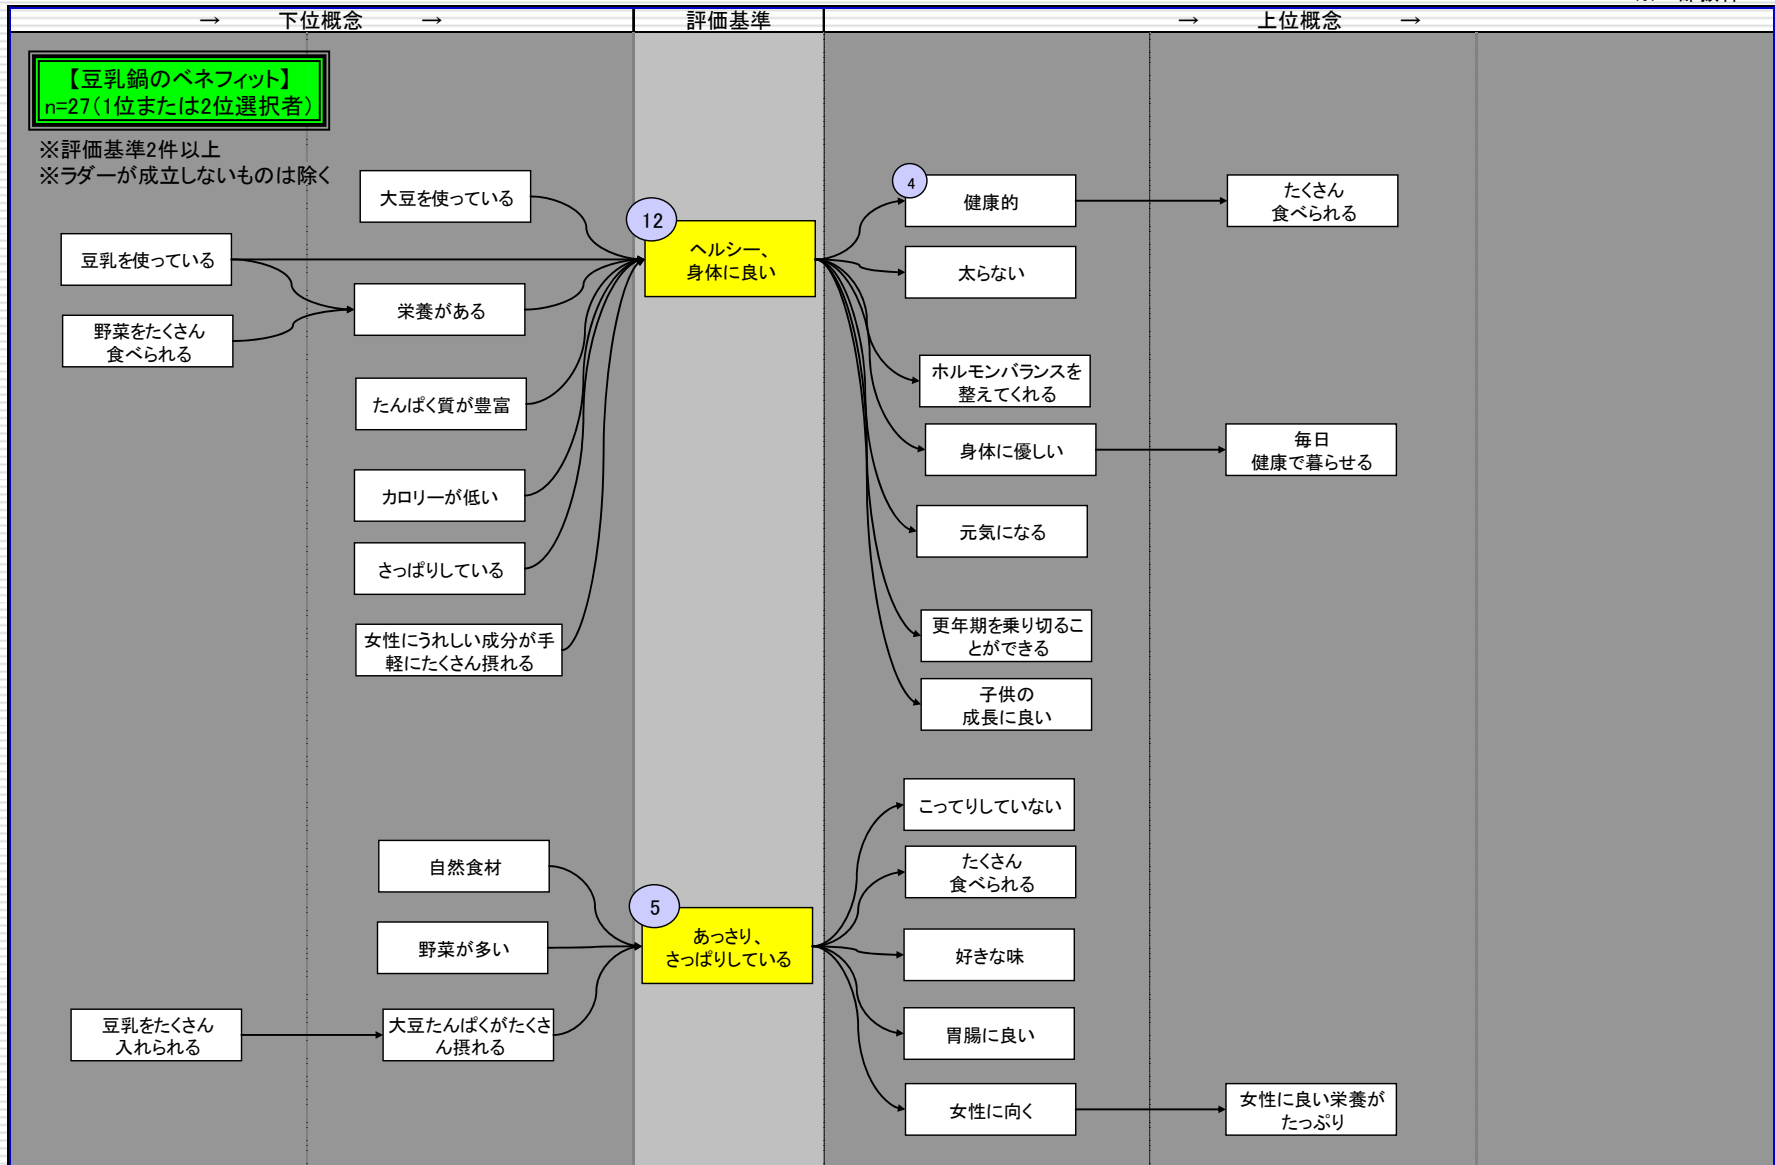 → 下位概念 →
評価基準
→ 上位概念 →
【豆乳鍋のベネフィット】
n=27(1位または2位選択者)
※評価基準2件以上
※ラダーが成立しないものは除く
大豆を使っている
豆乳を使っている
栄養がある
野菜をたくさん
食べられる
たんぱく質が豊富
カロリーが低い
さっぱりしている
女性にうれしい成分が手
軽にたくさん摂れる
12
ヘルシー、
身体に良い
4
健康的
たくさん
食べられる
太らない
ホルモンバランスを
整えてくれる
身体に優しい
毎日
健康で暮らせる
元気になる
更年期を乗り切るこ
とができる
子供の
成長に良い
自然食材
野菜が多い
豆乳をたくさん
入れられる
大豆たんぱくがたくさ
ん摂れる
5
あっさり、
さっぱりしている
こってりしていない
たくさん
食べられる
好きな味
胃腸に良い
女性に向く
女性に良い栄養が
たっぷり